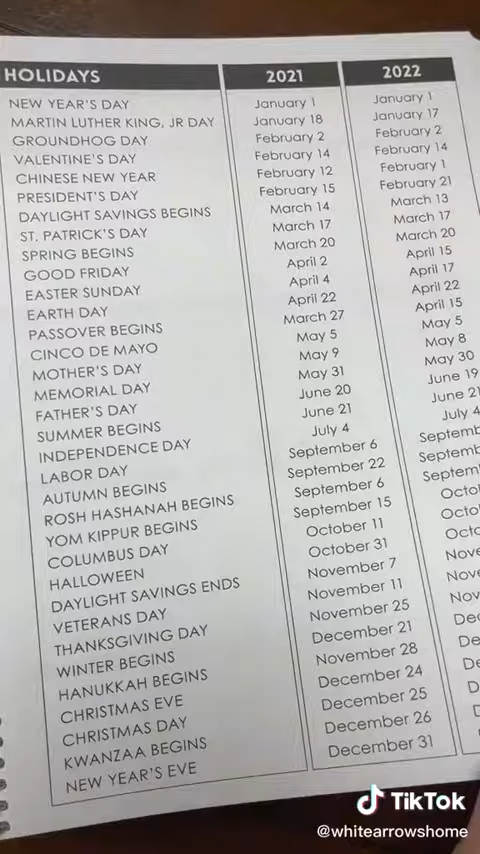 HOLIDAYS 2021 2022
NEW YEAR'S DAY January 1 January 1
MARTIN LUTHER KING, JR DAY January 18 January 17
GROUNDHOG DAY February 2 February 2
VALENTINE'S DAY February 14 February 14
CHINESE NEW YEAR February 12 February 1
PRESIDENT'S DAY February 15 February 21
DAYLIGHT SAVINGS BEGINS March 14 March 13
ST. PATRICK'S DAY March 17 March 17
SPRING BEGINS March 20 March 20
GOOD FRIDAY April 2 April 15
EASTER SUNDAY April 4 April 17
EARTH DAY April 22 April 22
PASSOVER BEGINS March 27 April 15
CINCO DE MAYO May 5 May 5
MOTHER'S DAY May 9 May 8
MEMORIAL DAY May 31 May 30
FATHER'S DAY June 20 June 19
SUMMER BEGINS June 21 June 21
INDEPENDENCE DAY July 4 July 4
LABOR DAY September 6 Septemb
AUTUMN BEGINS September 22 Septemb
ROSH HASHANAH BEGINS September 6 Septem
YOM KIPPUR BEGINS September 15 Octo
COLUMBUS DAY October 11 Octo
HALLOWEEN October 31 Octo
DAYLIGHT SAVINGS ENDS November 7 Nove
VETERANS DAY November 11 Nove
THANKSGIVING DAY November 25 Nov
WINTER BEGINS December 21 Dec
HANUKKAH BEGINS November 28 De
CHRISTMAS EVE December 24 De
CHRISTMAS DAY December 25 D
KWANZAA BEGINS December 26 D
NEW YEAR'S EVE December 31
TikTok
@whitearrowshome